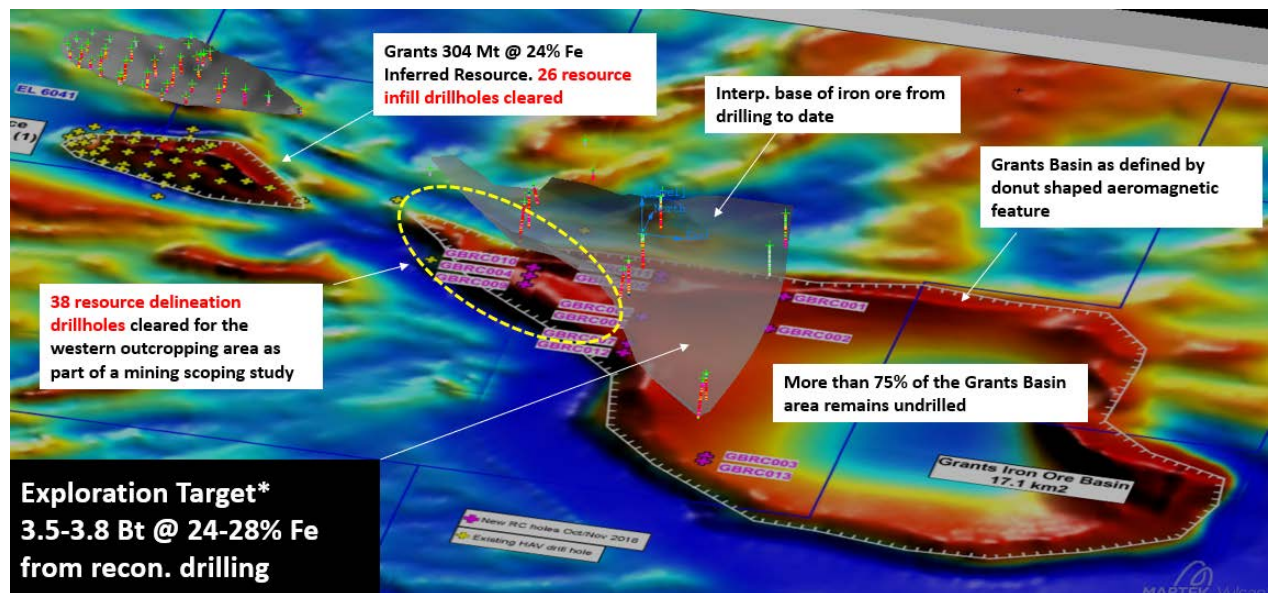 Grants 304 Mt @ 24% Fe
Inferred Resource. 26 resource
infill drillholes cleared
Interp. base of iron ore from
drilling to date
Grants Basin as defined by
donut shaped aeromagnetic
feature
EL 6041
(1)
GBRC010
GBRC004
GBRC009
GBRC001
GBRC002
GBRC012
38 resource delineation
drillholes cleared for the
western outcropping area as
part of a mining scoping study
More than 75% of the Grants Basin
area remains undrilled
GBRC003
GBRC013
Grants Iron Ore Basin
17.1 km2
Exploration Target*
3.5-3.8 Bt @ 24-28% Fe
from recon. drilling
New RC holes Oct/Nov 2018
Existing HAV drill hole